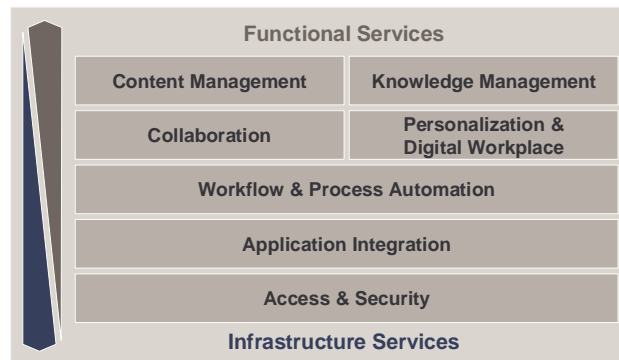 Functional Services
Content Management
Knowledge Management
Collaboration
Personalization &
Digital Workplace
Workflow & Process Automation
Application Integration
Access & Security
Infrastructure Services